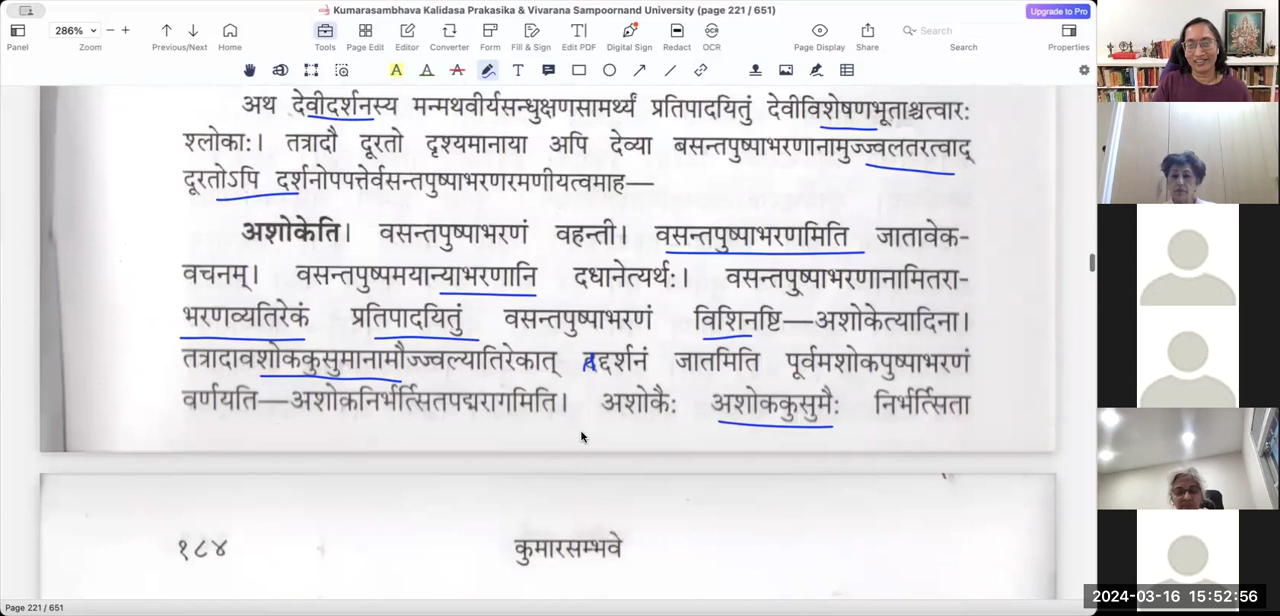 Kumarasambhava Kalidasa Prakasika & Vivarana Sampoornand University (page 221 / 651)
Upgrade to Pro
286%
Panel
Zoom
Previous/Next
Home
Tools
Page Edit
Editor
Converter
Form
Fill & Sign
Edit PDF
Digital Sign
Redact
OCR
Page Display
Share
Search
Search
Properties
अथ देवीदर्शनस्य मन्मथवीर्यसन्धुक्षणसामर्थ्यं प्रतिपादयितुं देवीविशेषणभूताश्चत्वारः
श्लोकाः। तत्रादौ दूरतो दृश्यमानाया अपि देव्या बसन्तपुष्पाभरणानामुज्ज्वलतरत्वाद्
दूरतोऽपि दर्शनोपपत्तेर्वसन्तपुष्पाभरणरमणीयत्वमाह—
अशोकेति। वसन्तपुष्पाभरणं वहन्ती। वसन्तपुष्पाभरणमिति जातावेक-
वचनम्। वसन्तपुष्पमयान्याभरणानि दधानेत्यर्थः। वसन्तपुष्पाभरणानामितरा-
भरणव्यतिरेकं प्रतिपादयितुं वसन्तपुष्पाभरणं विशिनष्टि—अशोकेत्यादिना।
तत्रादावशोककुसुमानामौज्ज्वल्यातिरेकात् दर्शनं जातमिति पूर्वमशोकपुष्पाभरणं
वर्णयति—अशोकनिर्भर्त्सितपद्मरागमिति। अशोकैः अशोककुसुमैः निर्भर्त्सिता
१८४
कुमारसम्भवे
Page 221 / 651
2024-03-16 15:52:56